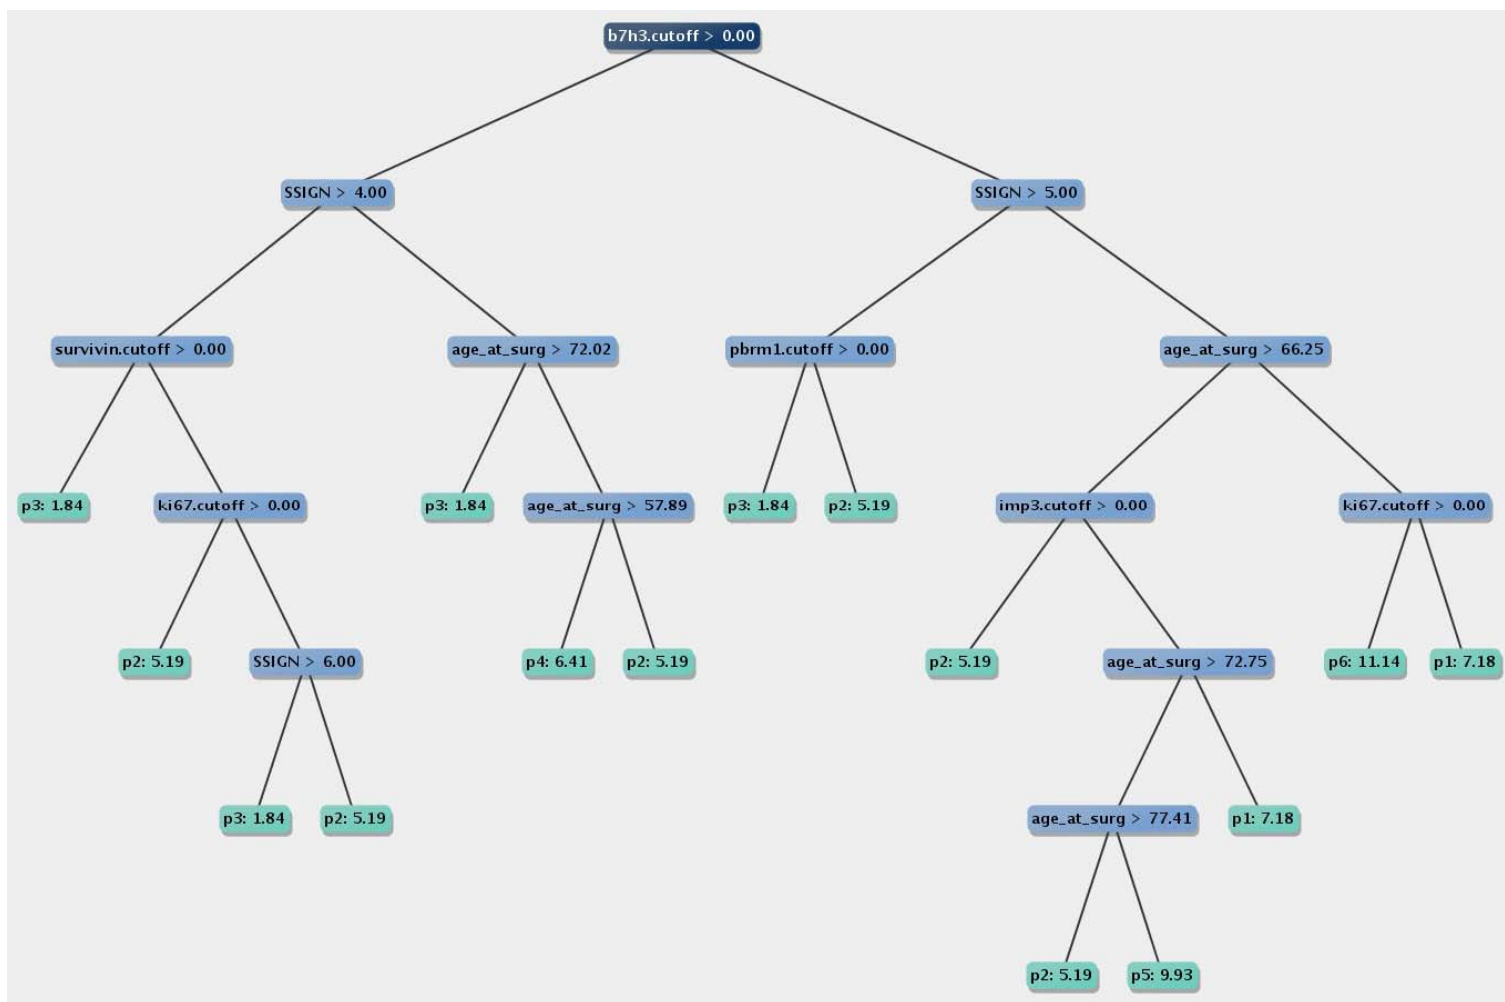 b7h3.cutoff > 0.00
SSIGN > 4.00
SSIGN > 5.00
survivin.cutoff > 0.00
age_at_surg > 72.02
pbrm1.cutoff > 0.00
age_at_surg > 66.25
p3: 1.84
ki67.cutoff > 0.00
p3: 1.84
age_at_surg > 57.89
p3: 1.84
p2: 5.19
imp3.cutoff > 0.00
ki67.cutoff > 0.00
p2: 5.19
SSIGN > 6.00
p4: 6.41
p2: 5.19
p2: 5.19
age_at_surg > 72.75
p6: 11.14
p1: 7.18
p3: 1.84
p2: 5.19
age_at_surg > 77.41
p1: 7.18
p2: 5.19
p5: 9.93